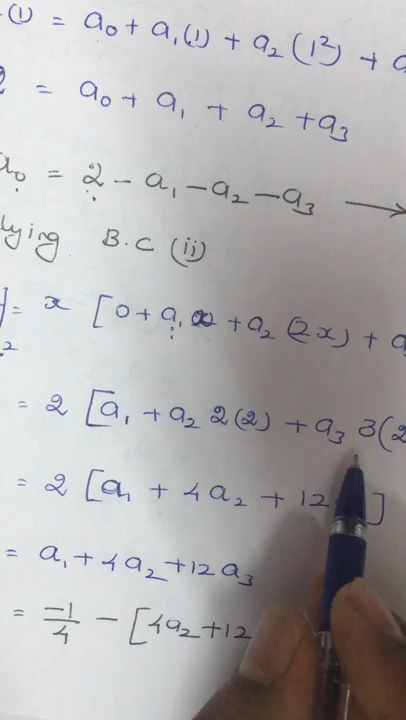 (1) = a₀ + a₁(1) + a₂(1²) + a
2 = a₀ + a₁ + a₂ + a₃
a₀ = 2 - a₁ - a₂ - a₃ →
lying B.C (ii)
]₂ = x [0 + a₁ + a₂ (2x) + a
= 2 [a₁ + a₂ 2(2) + a₃ 3(2
= 2 [a₁ + 4a₂ + 12 ]
= a₁ + 4a₂ + 12a₃
= -1/4 - [4a₂ + 12